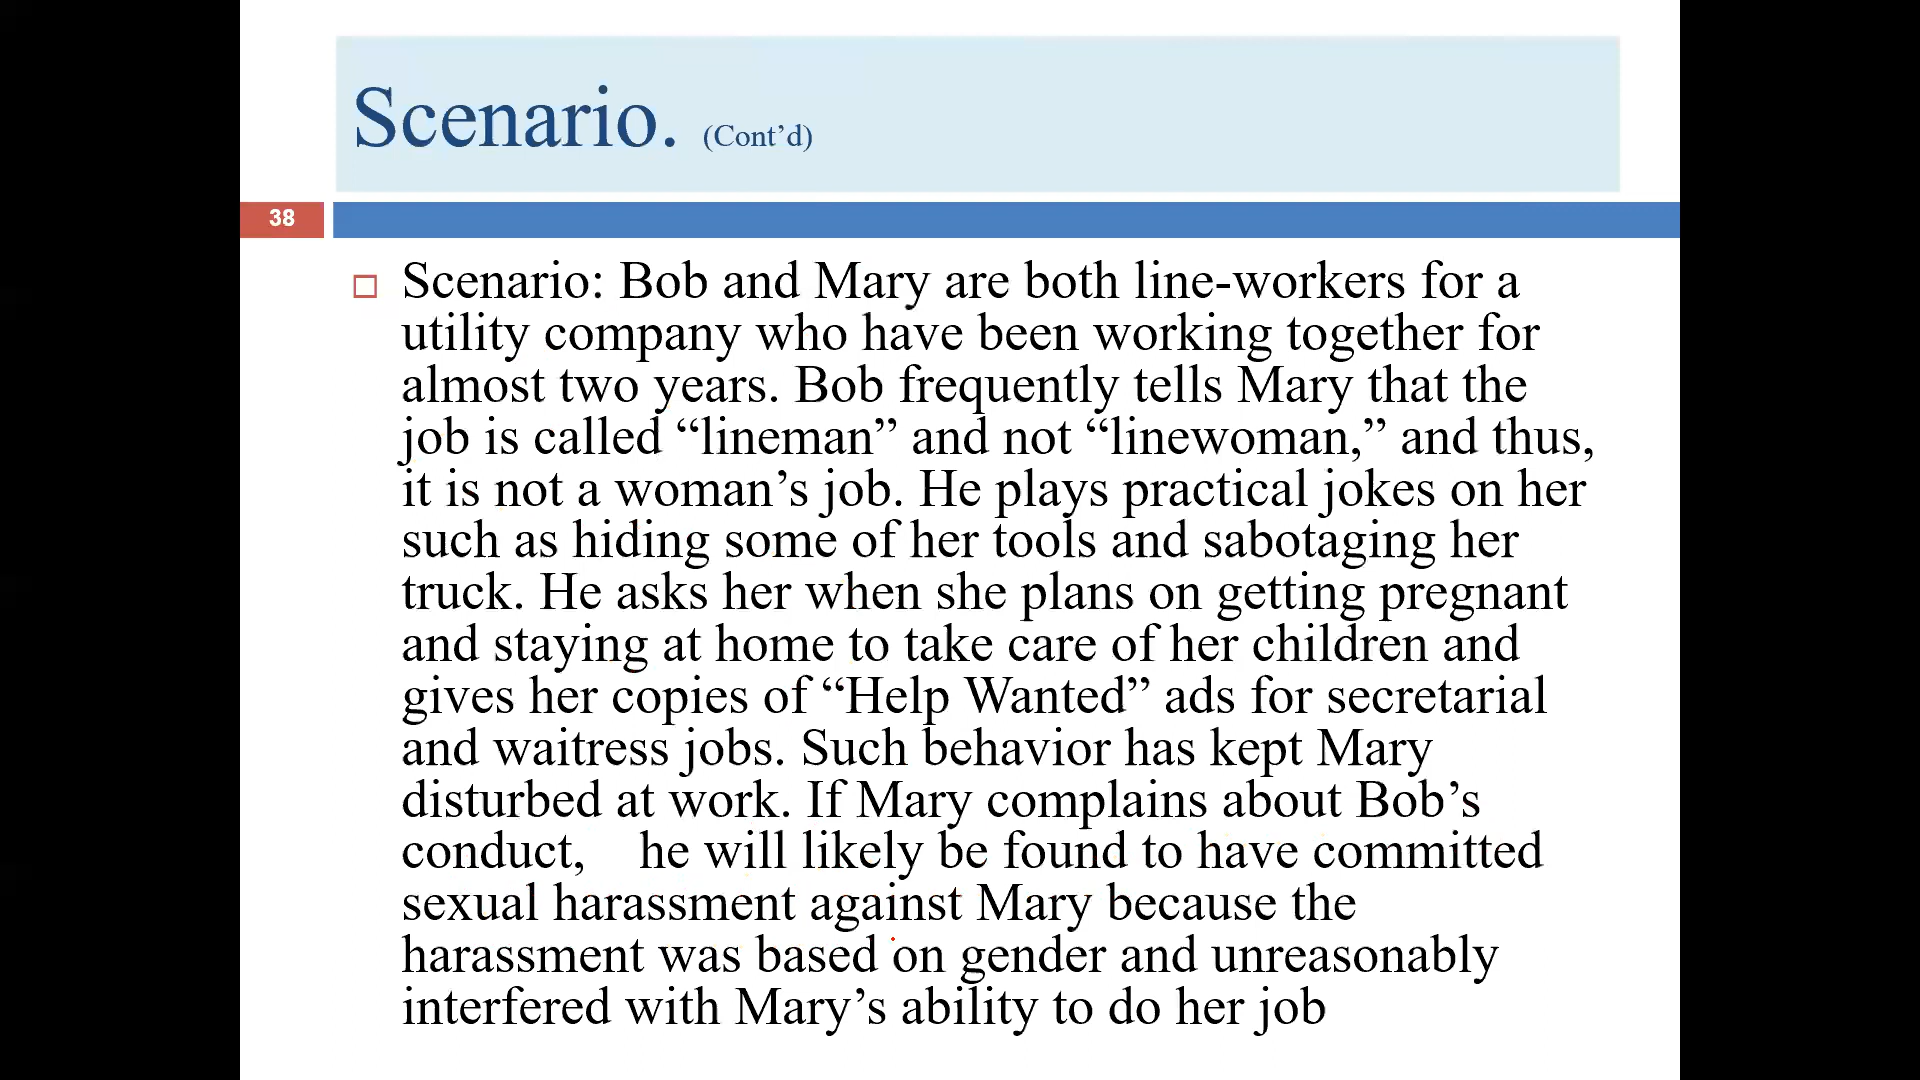 Scenario. (Cont’d)
38
Scenario: Bob and Mary are both line-workers for a
utility company who have been working together for
almost two years. Bob frequently tells Mary that the
job is called “lineman” and not “linewoman,” and thus,
it is not a woman’s job. He plays practical jokes on her
such as hiding some of her tools and sabotaging her
truck. He asks her when she plans on getting pregnant
and staying at home to take care of her children and
gives her copies of “Help Wanted” ads for secretarial
and waitress jobs. Such behavior has kept Mary
disturbed at work. If Mary complains about Bob’s
conduct,    he will likely be found to have committed
sexual harassment against Mary because the
harassment was based on gender and unreasonably
interfered with Mary’s ability to do her job